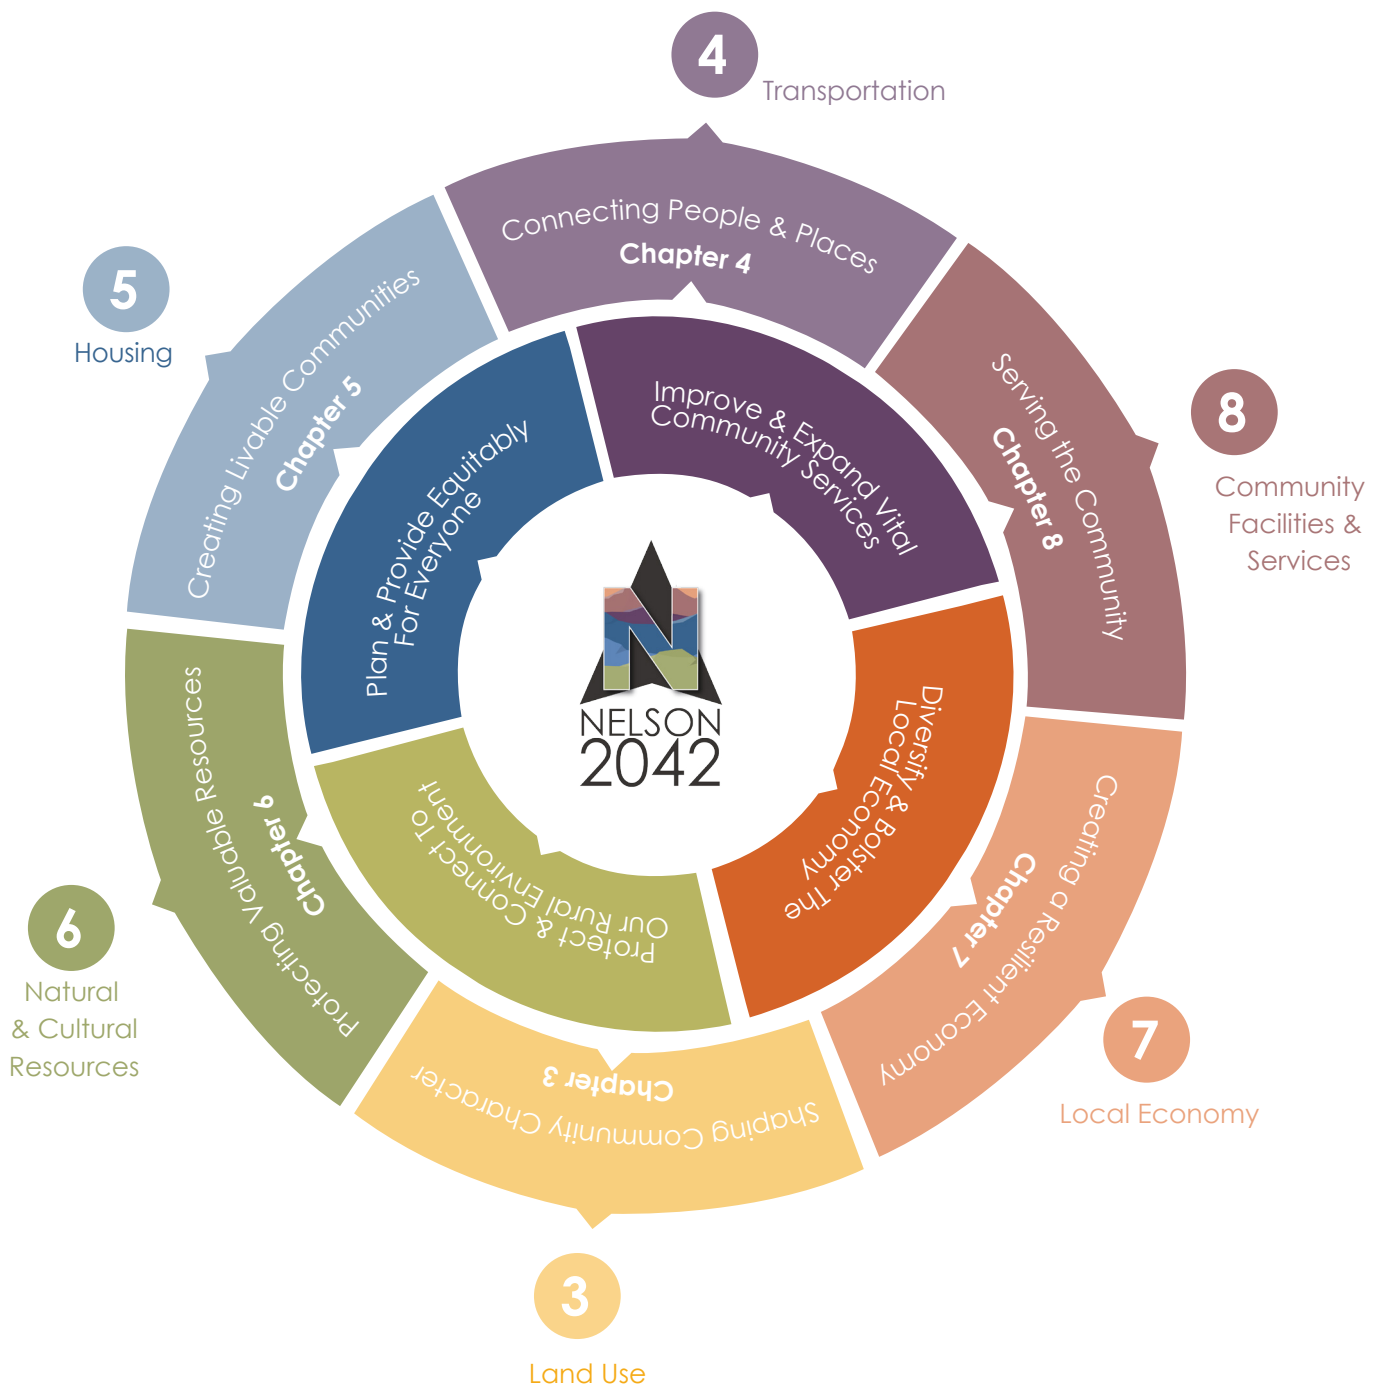 4
Transportation
Connecting People & Places
Chapter 4
5
Housing
Creating Livable Communities
Chapter 5
8
Community
Facilities &
Services
Serving the Community
Chapter 8
Improve & Expand Vital
Community Services
Plan & Provide Equitably
For Everyone
NELSON
2042
Diversify & Bolster The
Local Economy
Protect & Connect To
Our Rural Environment
6
Natural
& Cultural
Resources
Protecting Valuable Resources
Chapter 6
7
Local Economy
Creating a Resilient Economy
Chapter 7
Chapter 3
Shaping Community Character
3
Land Use